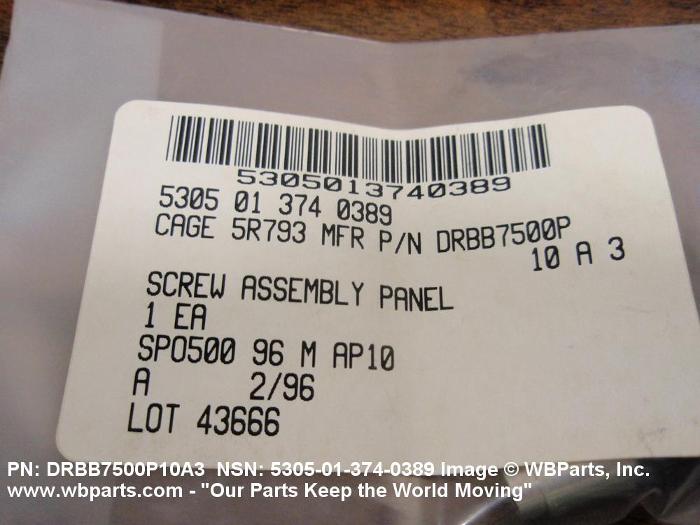 5305013740389
5305 01 374 0389
CAGE 5R793 MFR P/N DRBB7500P
10 A 3
SCREW ASSEMBLY PANEL
1 EA
SPO500 96 M AP10
A 2/96
LOT 43666
PN: DRBB7500P10A3 NSN: 5305-01-374-0389 Image © WBParts, Inc.
www.wbparts.com - "Our Parts Keep the World Moving"